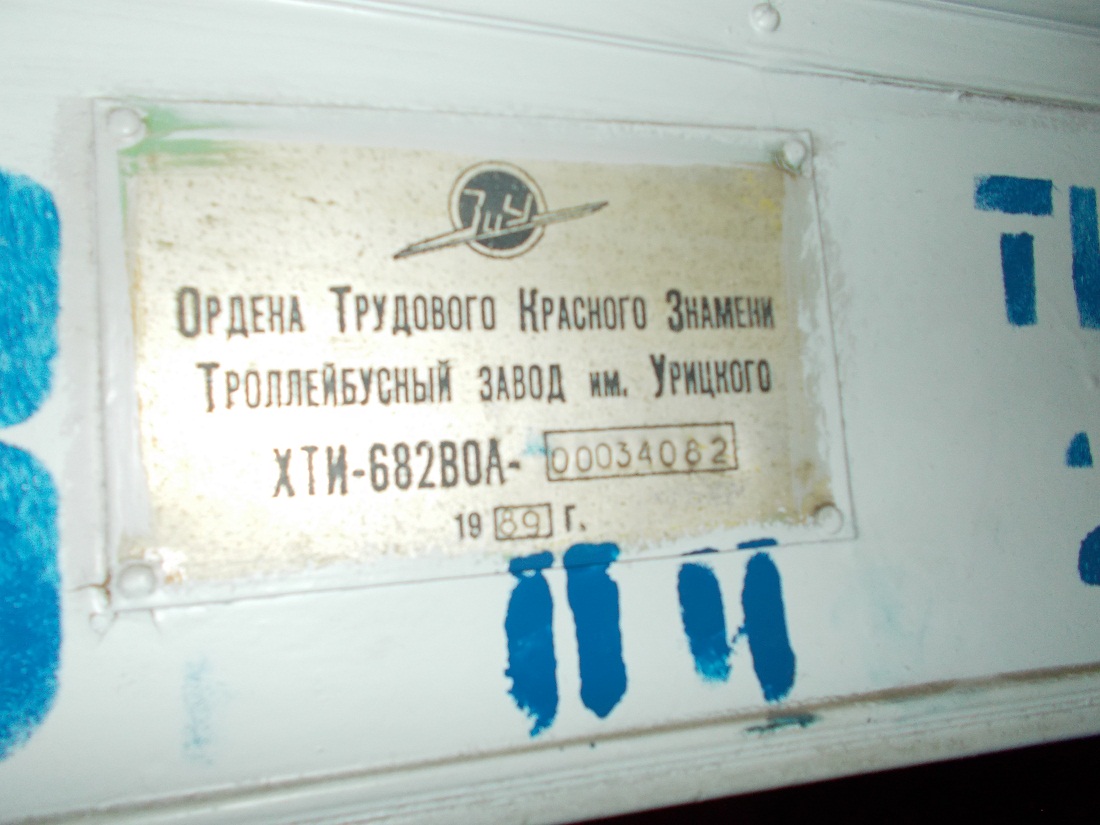 ЗиУ
Ордена Трудового Красного Знамени
Троллейбусный завод им. Урицкого
ХТИ-682В0А- 00034082
1989 г.